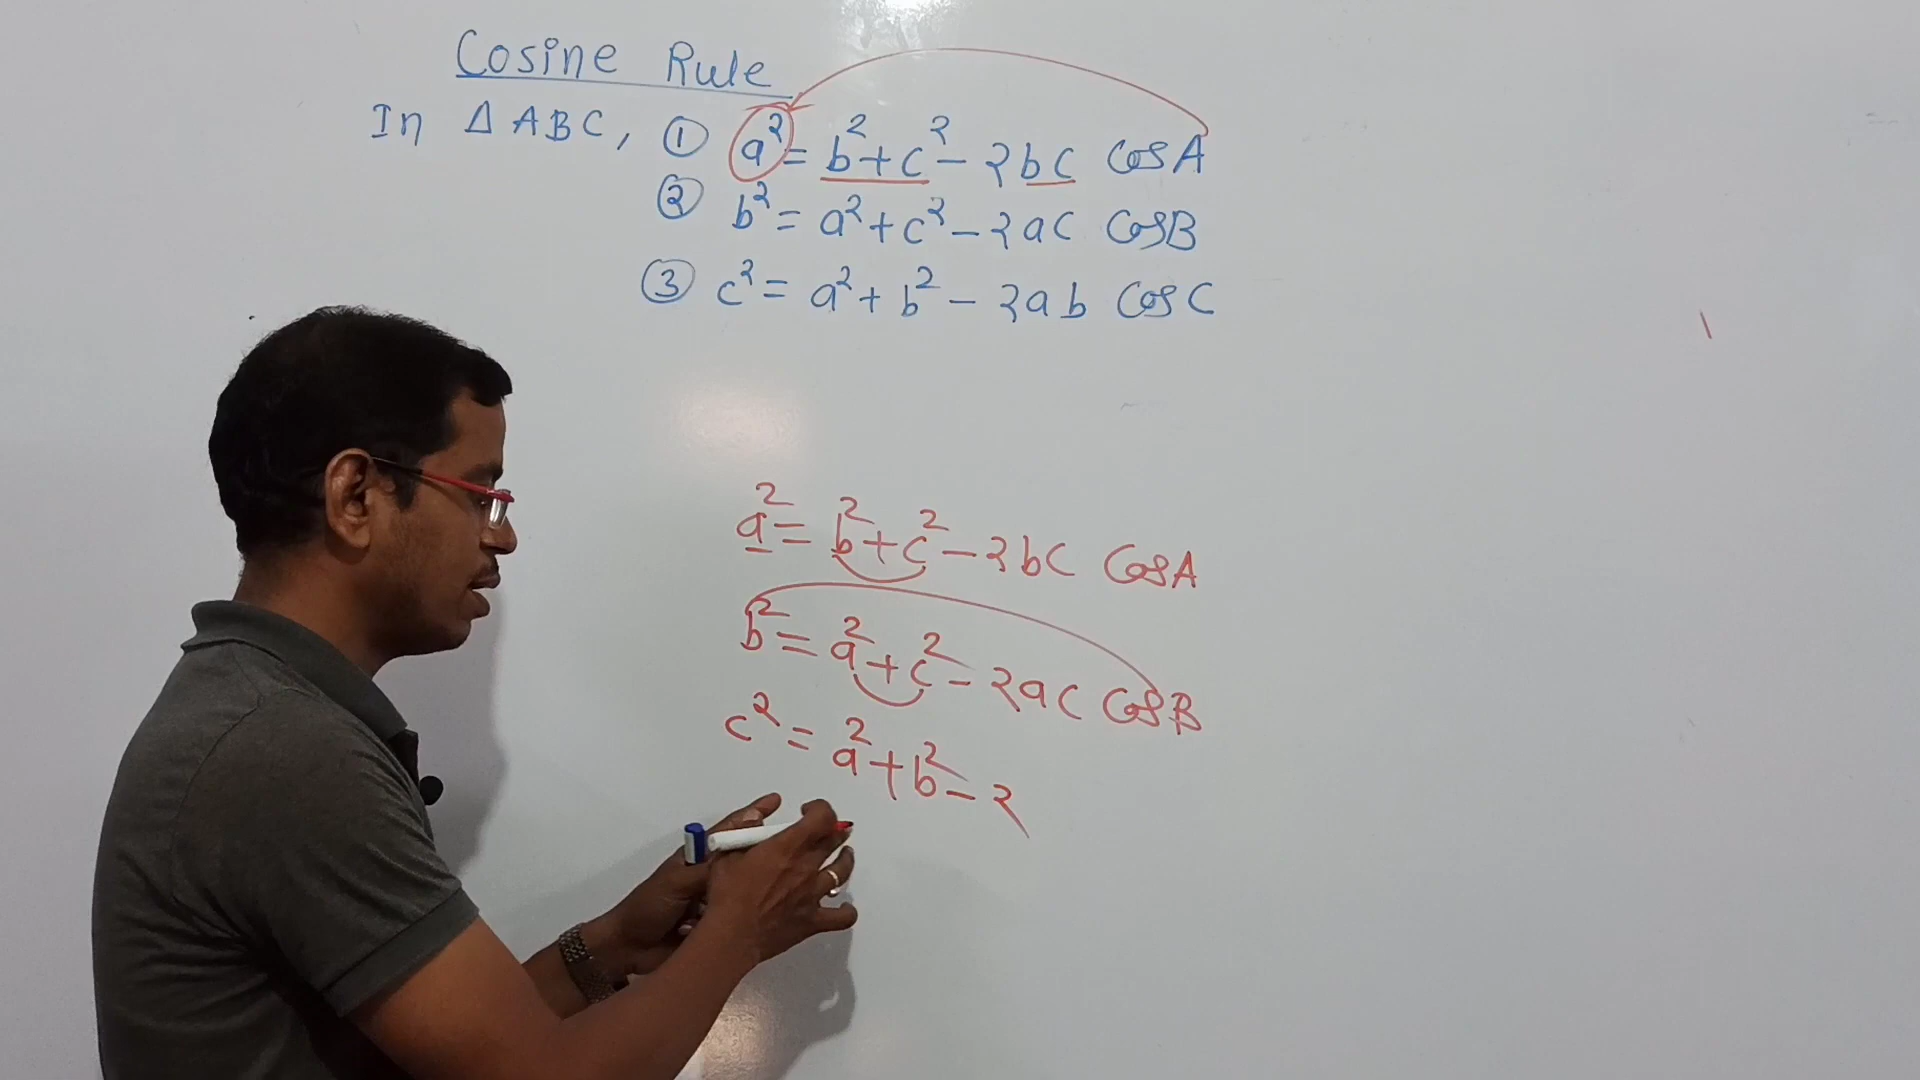 Cosine Rule
In Δ ABC, ① a² = b² + c² - 2bc CosA
② b² = a² + c² - 2ac CosB
③ c² = a² + b² - 2ab CosC
a² = b² + c² - 2bc CosA
b² = a² + c² - 2ac CosB
c² = a² + b² - 2